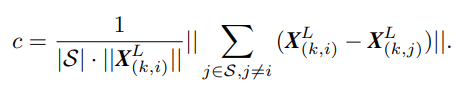 $c = \frac{1}{|\mathcal{S}| \cdot ||\boldsymbol{X}^{L}_{(k,i)}||} || \sum_{j \in \mathcal{S}, j \neq i} (\boldsymbol{X}^{L}_{(k,i)} - \boldsymbol{X}^{L}_{(k,j)}) ||.$